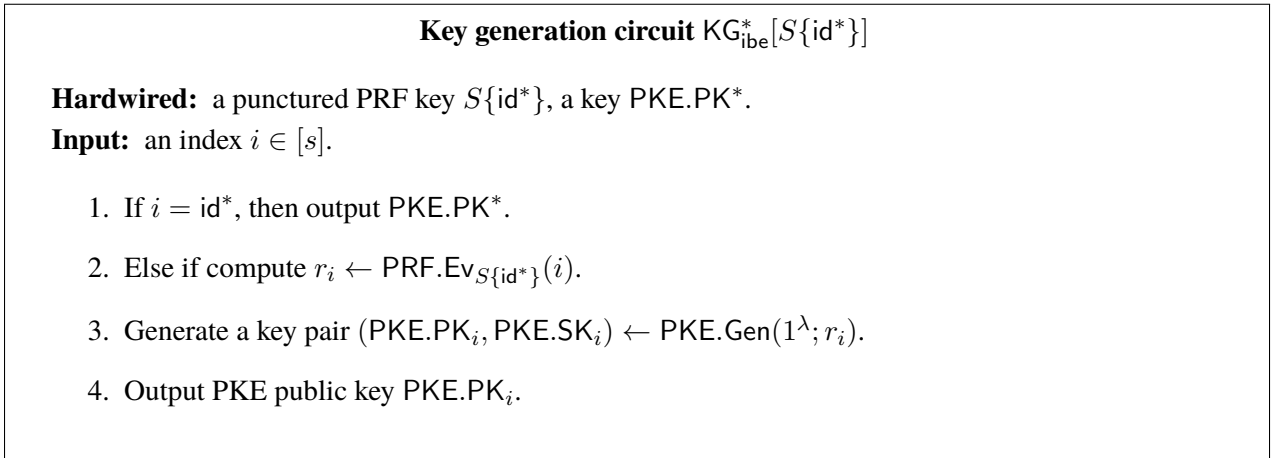 Key generation circuit KG*ibe[S{id*}]
Hardwired: a punctured PRF key S{id*}, a key PKE.PK*.
Input: an index i ∈ [s].
1. If i = id*, then output PKE.PK*.
2. Else if compute rᵢ ← PRF.Ev_S{id*}(i).
3. Generate a key pair (PKE.PKᵢ, PKE.SKᵢ) ← PKE.Gen(1^λ; rᵢ).
4. Output PKE public key PKE.PKᵢ.